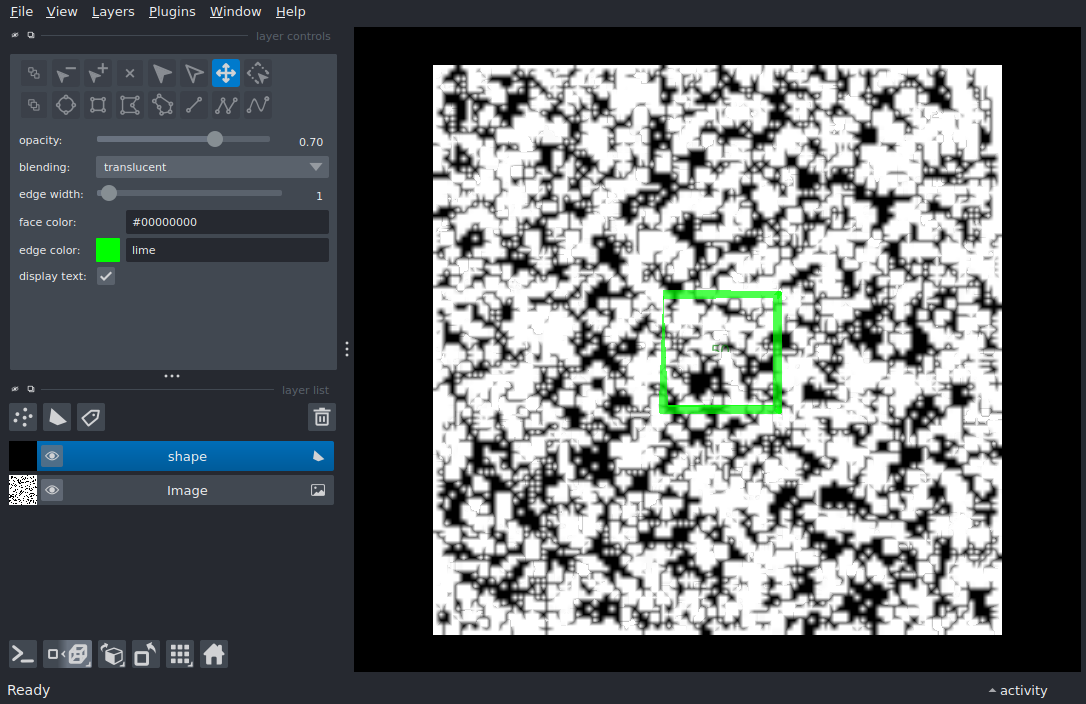 File View Layers Plugins Window Help
layer controls
opacity: 0.70
blending: translucent
edge width: 1
face color: #00000000
edge color: lime
display text:
layer list
shape
Image
Ready
activity